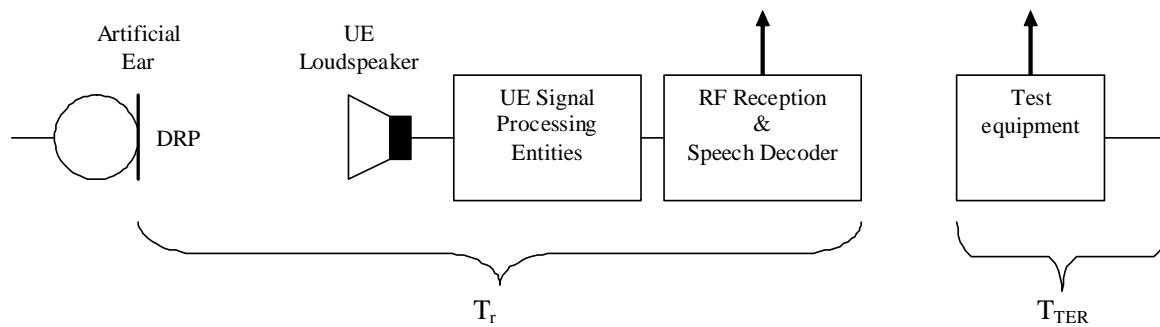 Artificial
Ear
DRP
UE
Loudspeaker
UE Signal
Processing
Entities
RF Reception
&
Speech Decoder
Test
equipment
Tr
TTER